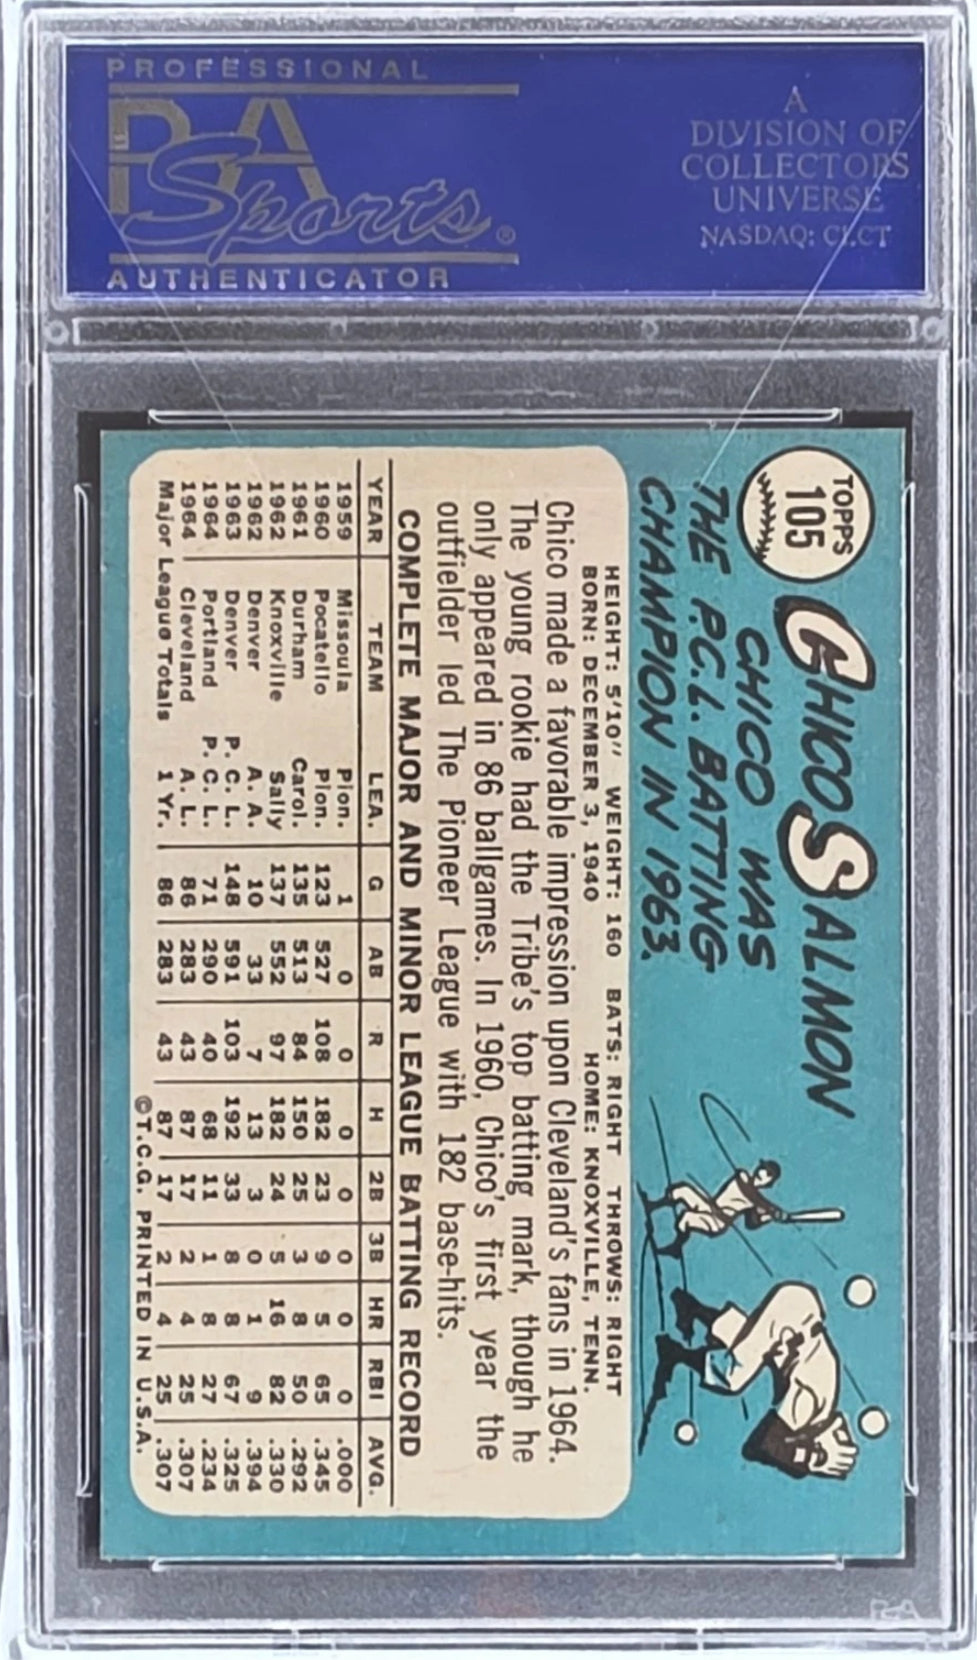 PROFESSIONAL
PSA
Sports®
AUTHENTICATOR
A
DIVISION OF
COLLECTORS
UNIVERSE
NASDAQ: CLCT
TOPPS
105
CHICO SALMON
CHICO WAS
THE P.C.L. BATTING
CHAMPION IN 1963.
HEIGHT: 5'10" WEIGHT: 160 BATS: RIGHT THROWS: RIGHT
BORN: DECEMBER 3, 1940 HOME: KNOXVILLE, TENN.
Chico made a favorable impression upon Cleveland's fans in 1964.
The young rookie had the Tribe's top batting mark, though he
only appeared in 86 ballgames. In 1960, Chico's first year the
outfielder led The Pioneer League with 182 base-hits.
COMPLETE MAJOR AND MINOR LEAGUE BATTING RECORD
YEAR TEAM LEA. G AB R H 2B 3B HR RBI AVG.
1959 Missoula Pion. 1 0 0 0 0 0 0 0 .000
1960 Pocatello Pion. 123 527 108 182 23 9 5 65 .345
1961 Durham Carol. 135 513 84 150 25 3 8 50 .292
1962 Knoxville Sally 137 552 97 182 24 5 16 82 .330
1962 Denver A. A. 10 33 7 13 3 0 1 9 .394
1963 Denver P. C. L. 148 591 103 192 33 8 8 67 .325
1964 Portland P. C. L. 71 290 40 68 11 1 8 27 .234
1964 Cleveland A. L. 86 283 43 87 17 2 4 25 .307
Major League Totals 1 Yr. 86 283 43 87 17 2 4 25 .307
©T.C.G. PRINTED IN U.S.A.
PSA